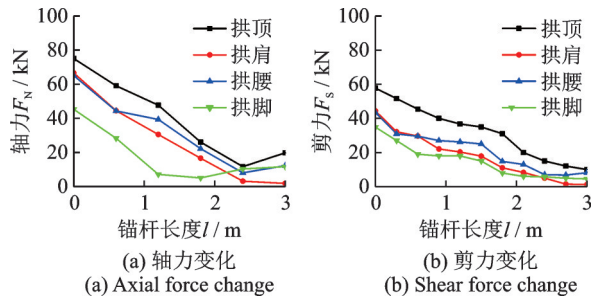 100
80
60
40
20
0
轴力F_N / kN
拱顶
拱肩
拱腰
拱脚
0 1 2 3
锚杆长度l / m
(a) 轴力变化
(a) Axial force change
100
80
60
40
20
0
剪力F_S / kN
拱顶
拱肩
拱腰
拱脚
0 1 2 3
锚杆长度l / m
(b) 剪力变化
(b) Shear force change